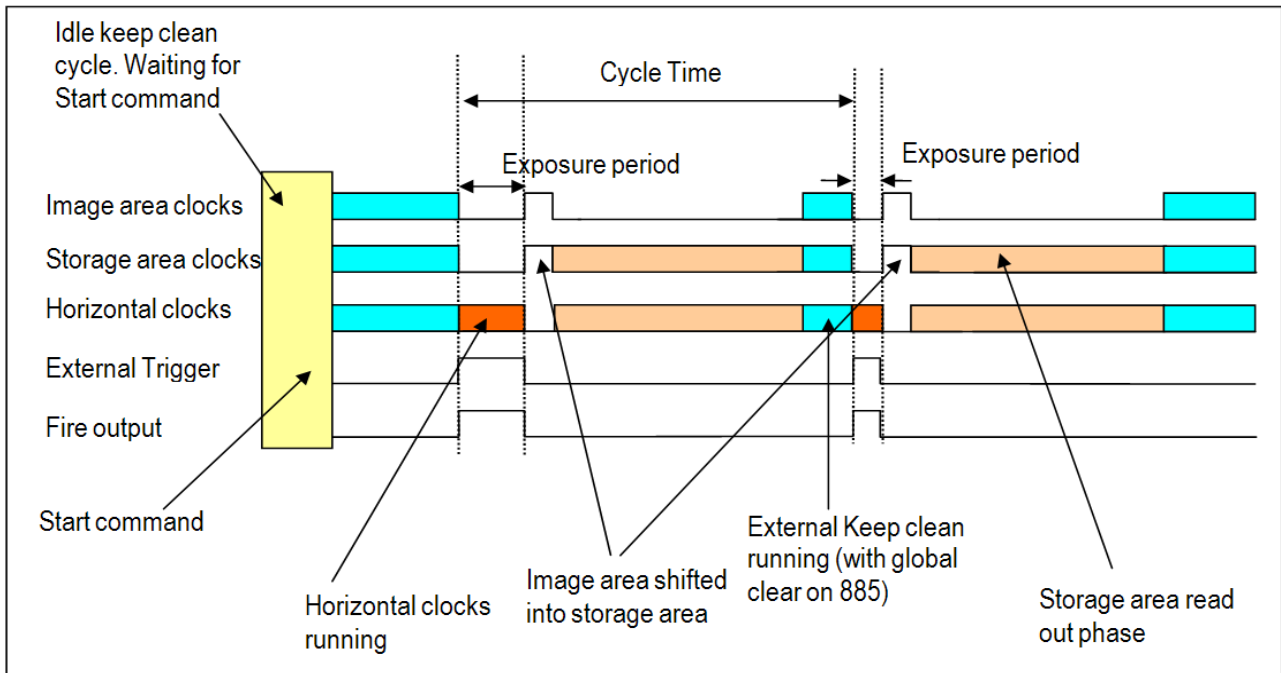 Idle keep clean
cycle. Waiting for
Start command
Cycle Time
Exposure period
Exposure period
Image area clocks
Storage area clocks
Horizontal clocks
External Trigger
Fire output
Start command
Horizontal clocks
running
Image area shifted
into storage area
External Keep clean
running (with global
clear on 885)
Storage area read
out phase